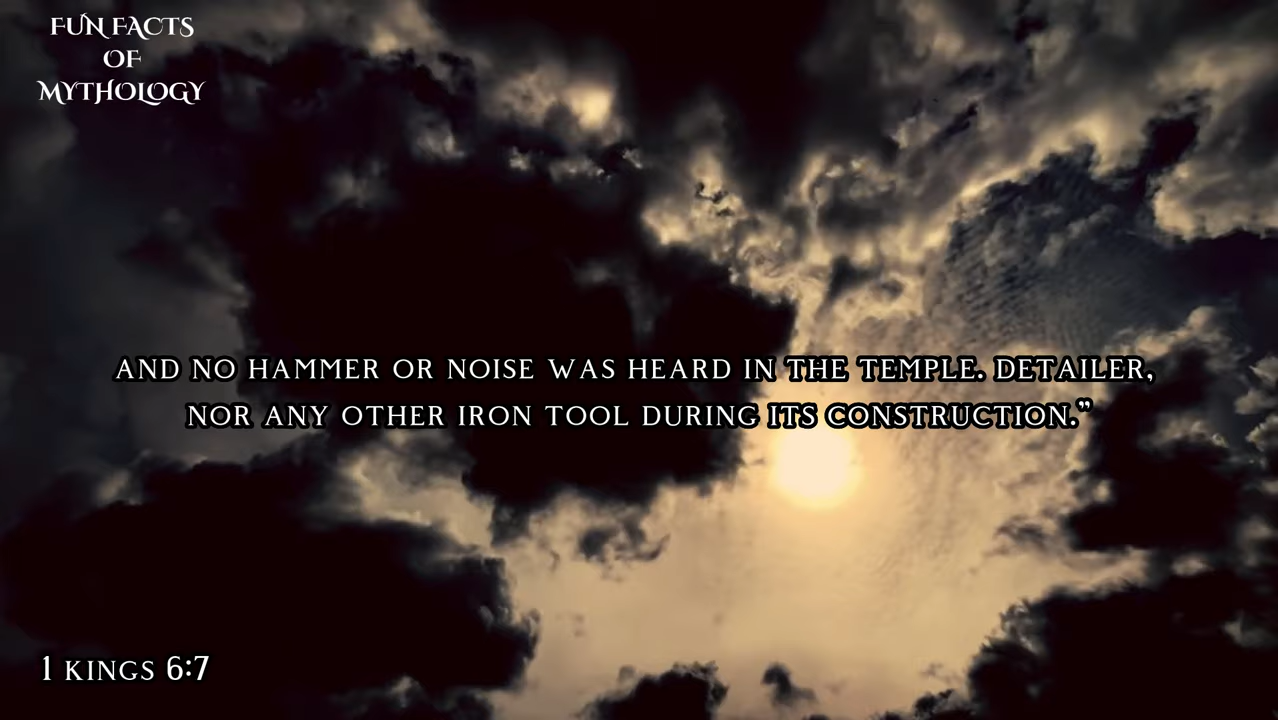 FUN FACTS
OF
MYTHOLOGY
AND NO HAMMER OR NOISE WAS HEARD IN THE TEMPLE. DETAILER,
NOR ANY OTHER IRON TOOL DURING ITS CONSTRUCTION.”
1 KINGS 6:7